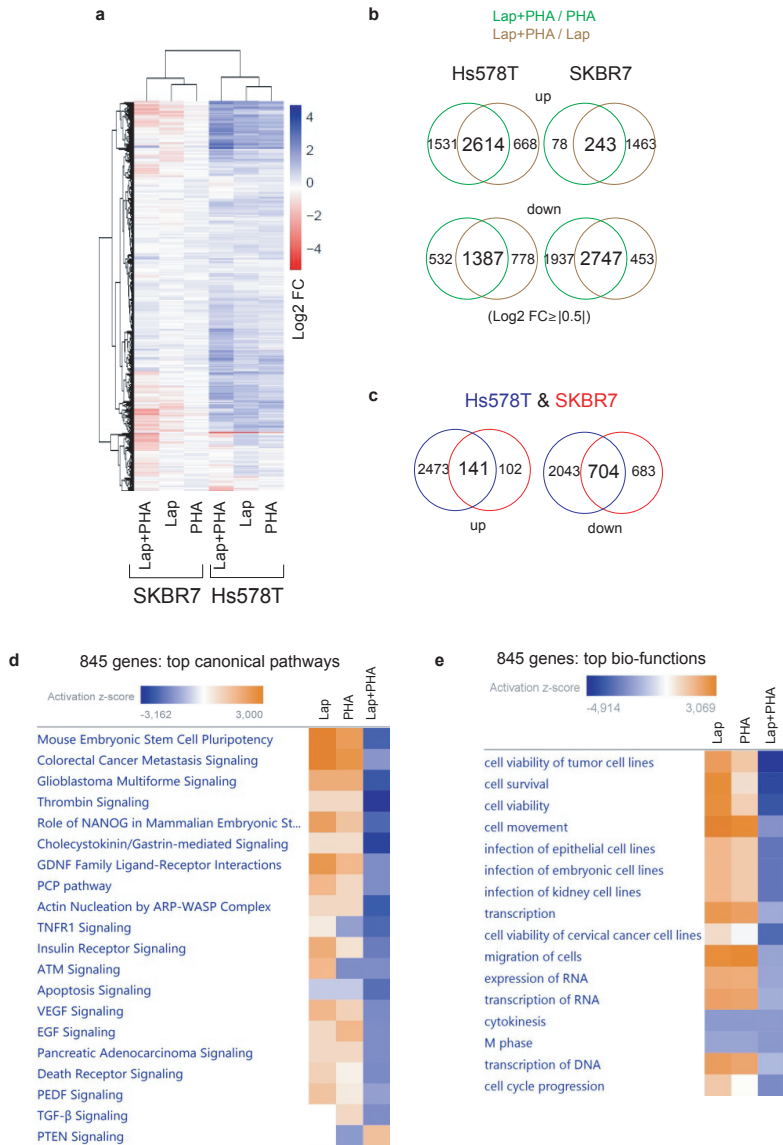 a
4
2
0
−2
−4
Log2 FC
Lap+PHA
Lap
PHA
Lap+PHA
Lap
PHA
SKBR7 Hs578T
b
Lap+PHA / PHA
Lap+PHA / Lap
Hs578T SKBR7
up
1531 2614 668 78 243 1463
down
532 1387 778 1937 2747 453
(Log2 FC≥|0.5|)
c
Hs578T & SKBR7
2473 141 102 2043 704 683
up down
d 845 genes: top canonical pathways
Activation z-score
-3,162 3,000
Lap
PHA
Lap+PHA
Mouse Embryonic Stem Cell Pluripotency
Colorectal Cancer Metastasis Signaling
Glioblastoma Multiforme Signaling
Thrombin Signaling
Role of NANOG in Mammalian Embryonic St...
Cholecystokinin/Gastrin-mediated Signaling
GDNF Family Ligand-Receptor Interactions
PCP pathway
Actin Nucleation by ARP-WASP Complex
TNFR1 Signaling
Insulin Receptor Signaling
ATM Signaling
Apoptosis Signaling
VEGF Signaling
EGF Signaling
Pancreatic Adenocarcinoma Signaling
Death Receptor Signaling
PEDF Signaling
TGF-β Signaling
PTEN Signaling
e 845 genes: top bio-functions
Activation z-score
-4,914 3,069
Lap
PHA
Lap+PHA
cell viability of tumor cell lines
cell survival
cell viability
cell movement
infection of epithelial cell lines
infection of embryonic cell lines
infection of kidney cell lines
transcription
cell viability of cervical cancer cell lines
migration of cells
expression of RNA
transcription of RNA
cytokinesis
M phase
transcription of DNA
cell cycle progression